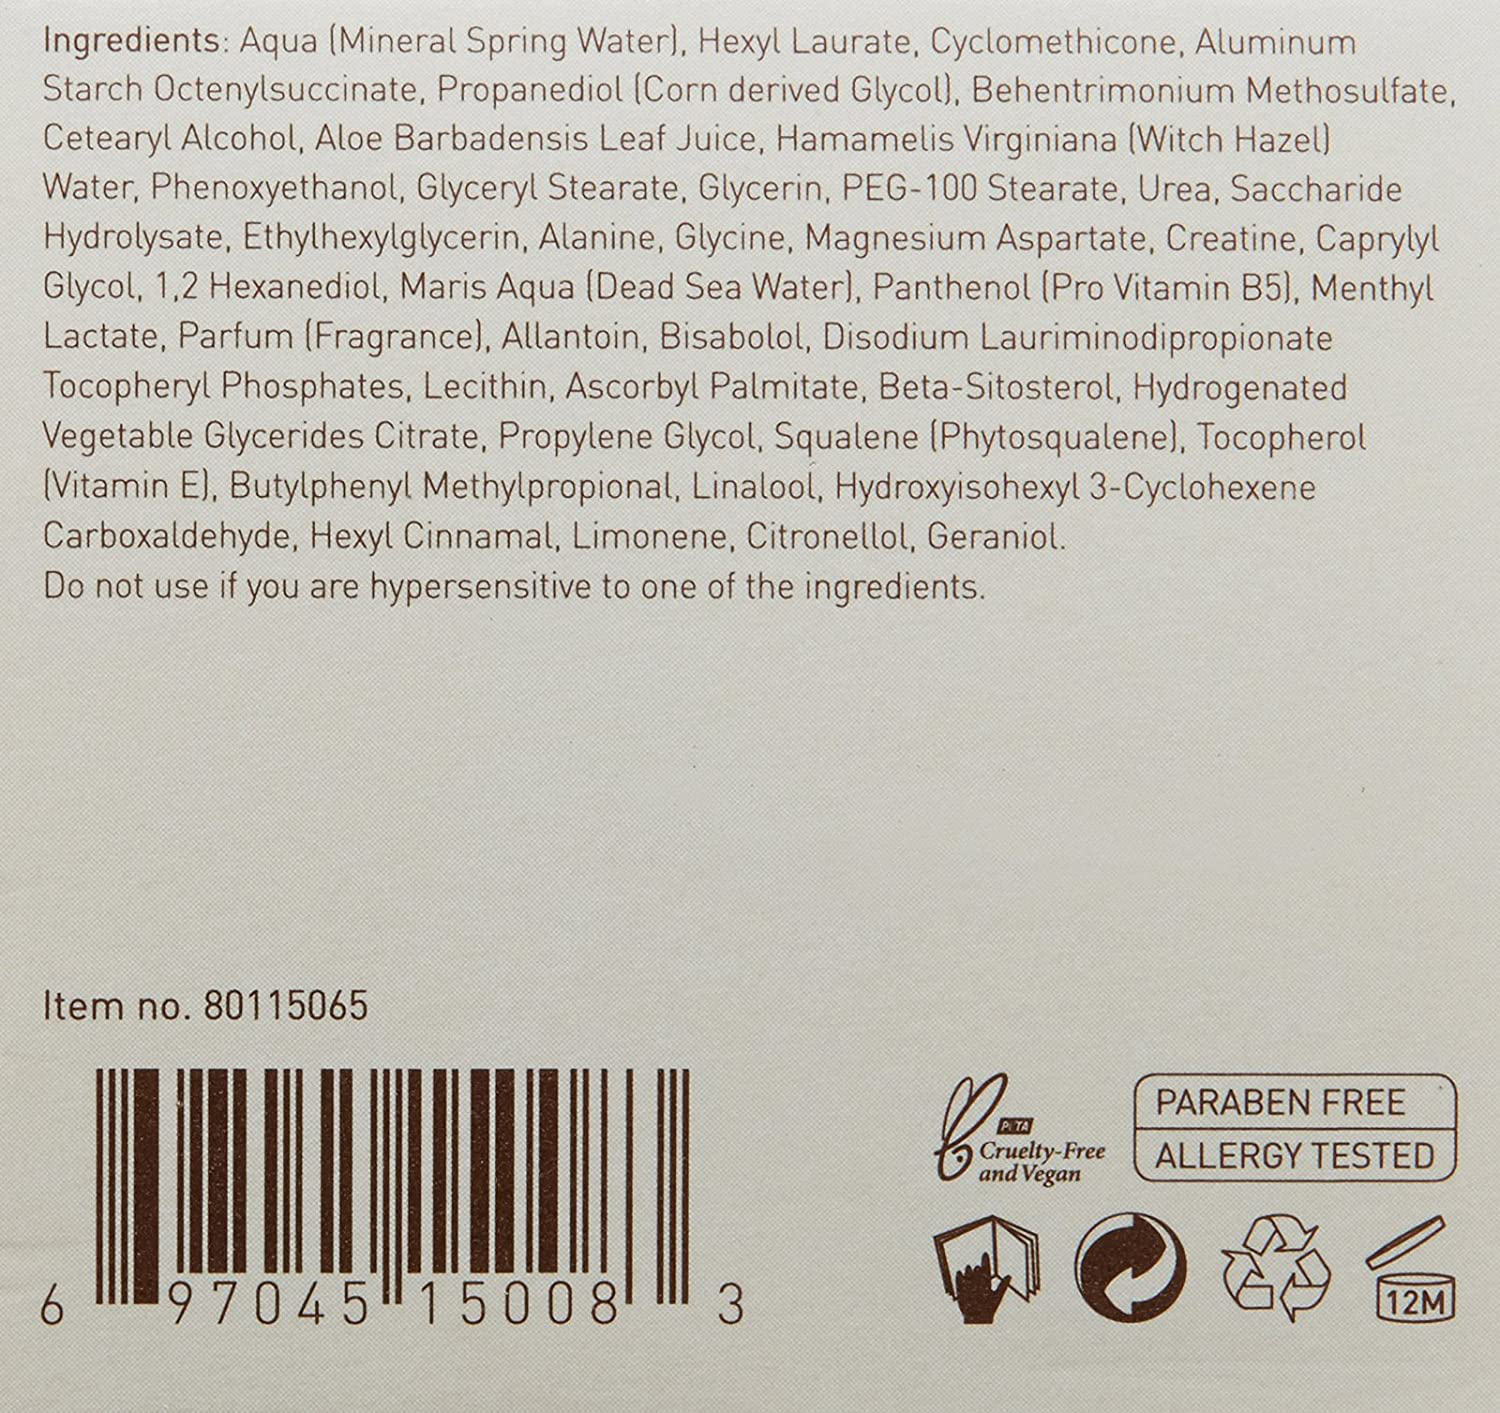 Ingredients: Aqua (Mineral Spring Water), Hexyl Laurate, Cyclomethicone, Aluminum
Starch Octenylsuccinate, Propanediol (Corn derived Glycol), Behentrimonium Methosulfate,
Cetearyl Alcohol, Aloe Barbadensis Leaf Juice, Hamamelis Virginiana (Witch Hazel)
Water, Phenoxyethanol, Glyceryl Stearate, Glycerin, PEG-100 Stearate, Urea, Saccharide
Hydrolysate, Ethylhexylglycerin, Alanine, Glycine, Magnesium Aspartate, Creatine, Caprylyl
Glycol, 1,2 Hexanediol, Maris Aqua (Dead Sea Water), Panthenol (Pro Vitamin B5), Menthyl
Lactate, Parfum (Fragrance), Allantoin, Bisabolol, Disodium Lauriminodipropionate
Tocopheryl Phosphates, Lecithin, Ascorbyl Palmitate, Beta-Sitosterol, Hydrogenated
Vegetable Glycerides Citrate, Propylene Glycol, Squalene (Phytosqualene), Tocopherol
(Vitamin E), Butylphenyl Methylpropional, Linalool, Hydroxyisohexyl 3-Cyclohexene
Carboxaldehyde, Hexyl Cinnamal, Limonene, Citronellol, Geraniol.
Do not use if you are hypersensitive to one of the ingredients.
Item no. 80115065
6 97045 15008 3
PETA
Cruelty-Free
and Vegan
PARABEN FREE
ALLERGY TESTED
12M